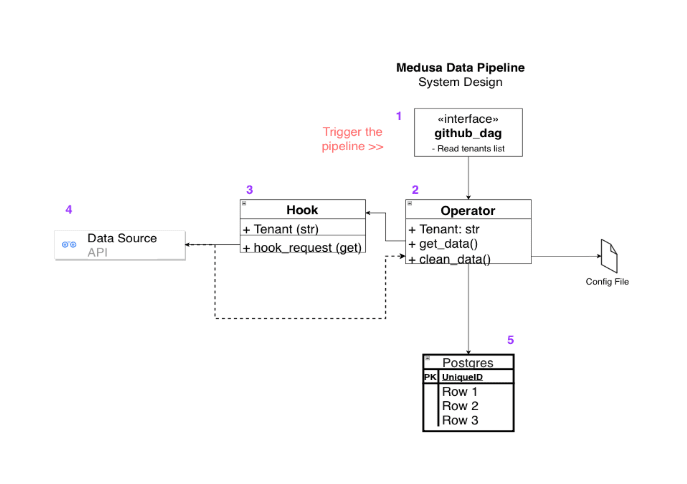 Medusa Data Pipeline
System Design
1
«interface»
github_dag
- Read tenants list
Trigger the
pipeline >>
2
Operator
+ Tenant: str
+ get_data()
+ clean_data()
3
Hook
+ Tenant (str)
+ hook_request (get)
4
Data Source
API
Config File
5
Postgres
PK UniqueID
Row 1
Row 2
Row 3